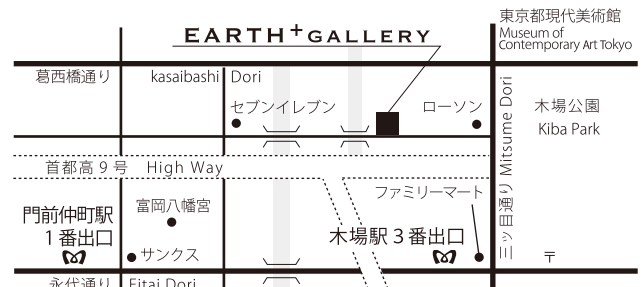 東京都現代美術館
Museum of
Contemporary Art Tokyo
EARTH+GALLERY
葛西橋通り kasaibashi Dori
セブンイレブン
ローソン
三ッ目通り Mitsume Dori
木場公園
Kiba Park
首都高9号 High Way
ファミリーマート
門前仲町駅
1番出口
富岡八幡宮
サンクス
木場駅3番出口
〒
永代通り Eitai Dori